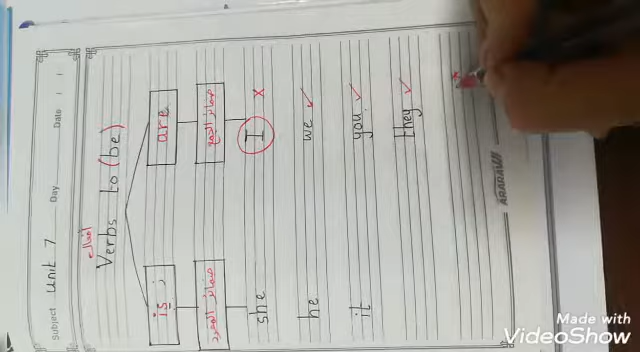 Subject Unit 7 Day Date / /
أفعال
Verbs to (be)
is are
ضمائر المفرد ضمائر الجمع
she I x
he we ✓
it you ✓
they ✓
*
ARARAWI
Made with
VideoShow